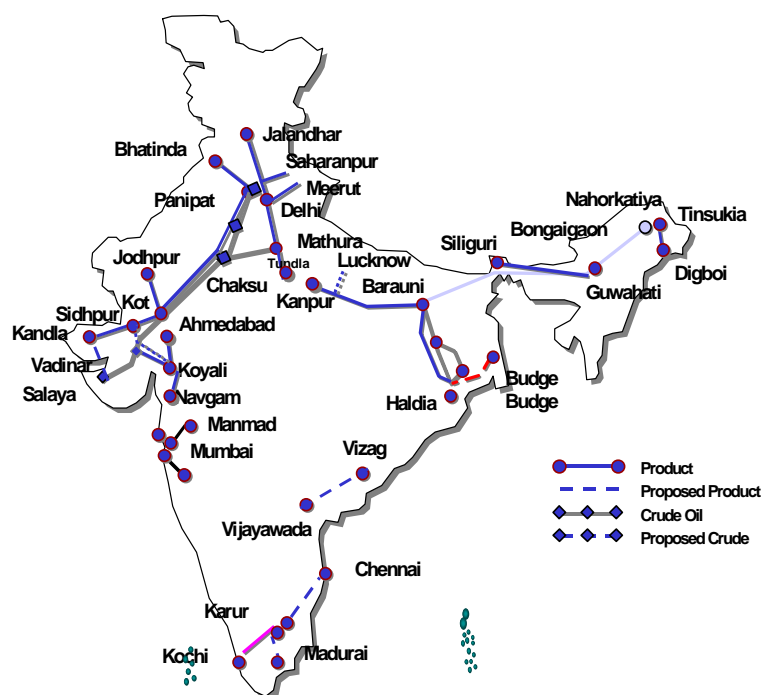 Jalandhar
Bhatinda
Saharanpur
Meerut
Panipat
Delhi
Nahorkatiya
Tinsukia
Bongaigaon
Siliguri
Mathura
Lucknow
Tundla
Jodhpur
Digboi
Chaksu
Barauni
Guwahati
Kanpur
Kot
Sidhpur
Ahmedabad
Kandla
Vadinar
Koyali
Salaya
Budge
Budge
Navgam
Haldia
Manmad
Mumbai
Vizag
Product
Proposed Product
Vijayawada
Crude Oil
Proposed Crude
Chennai
Karur
Kochi
Madurai